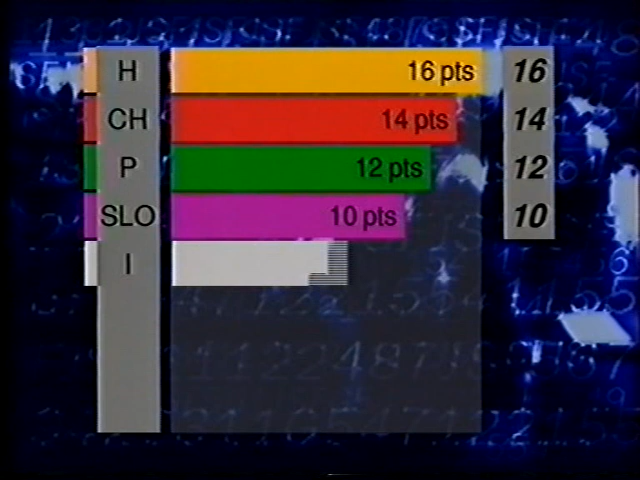 H 16 pts 16
CH 14 pts 14
P 12 pts 12
SLO 10 pts 10
I